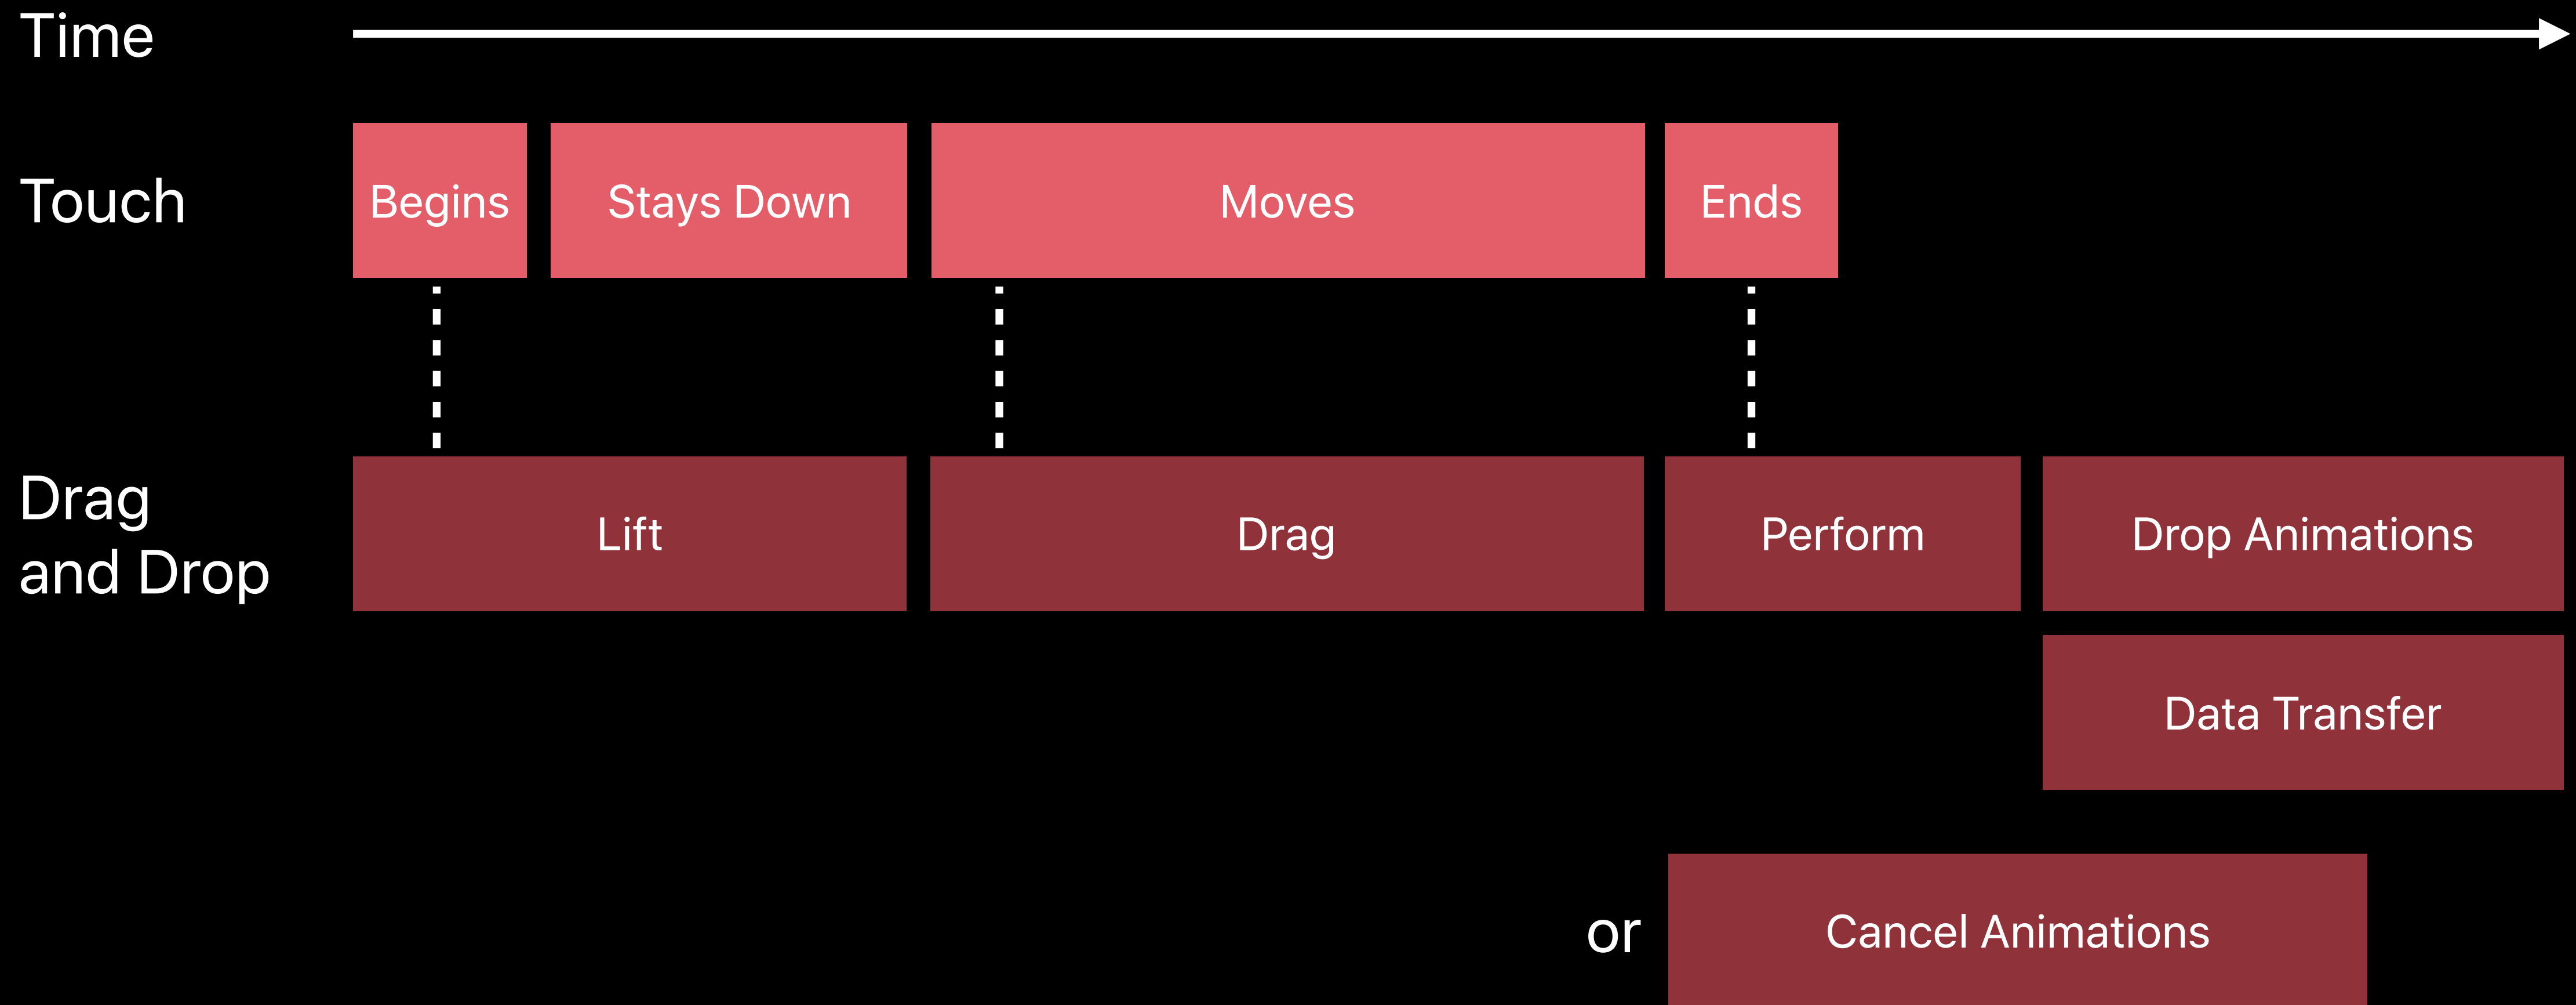 Time
Touch
Begins
Stays Down
Moves
Ends
Drag
and Drop
Lift
Drag
Perform
Drop Animations
Data Transfer
or
Cancel Animations